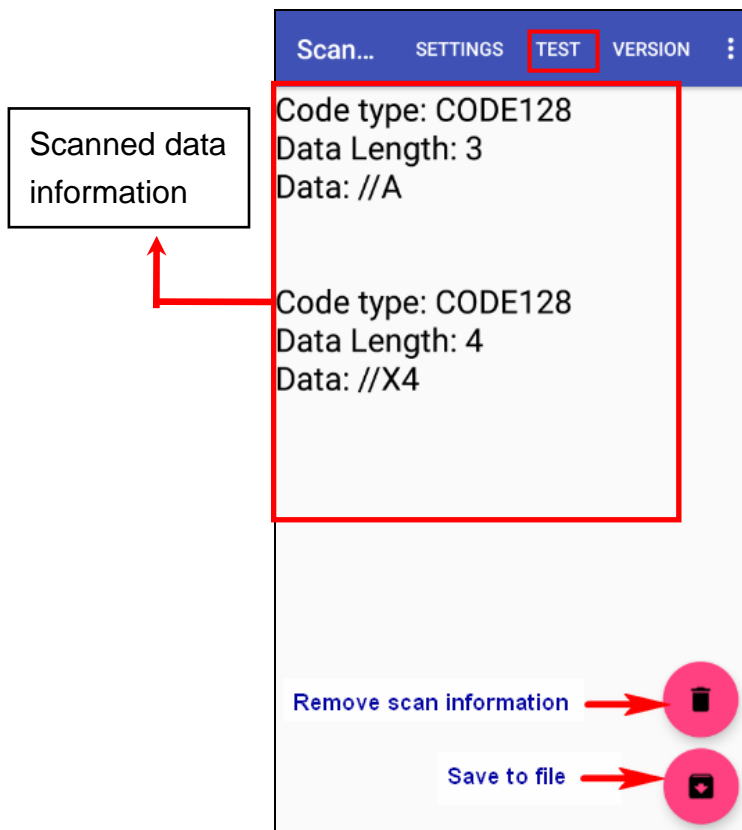 Scan... SETTINGS TEST VERSION
Code type: CODE128
Data Length: 3
Data: //A
Scanned data
information
Code type: CODE128
Data Length: 4
Data: //X4
Remove scan information
Save to file